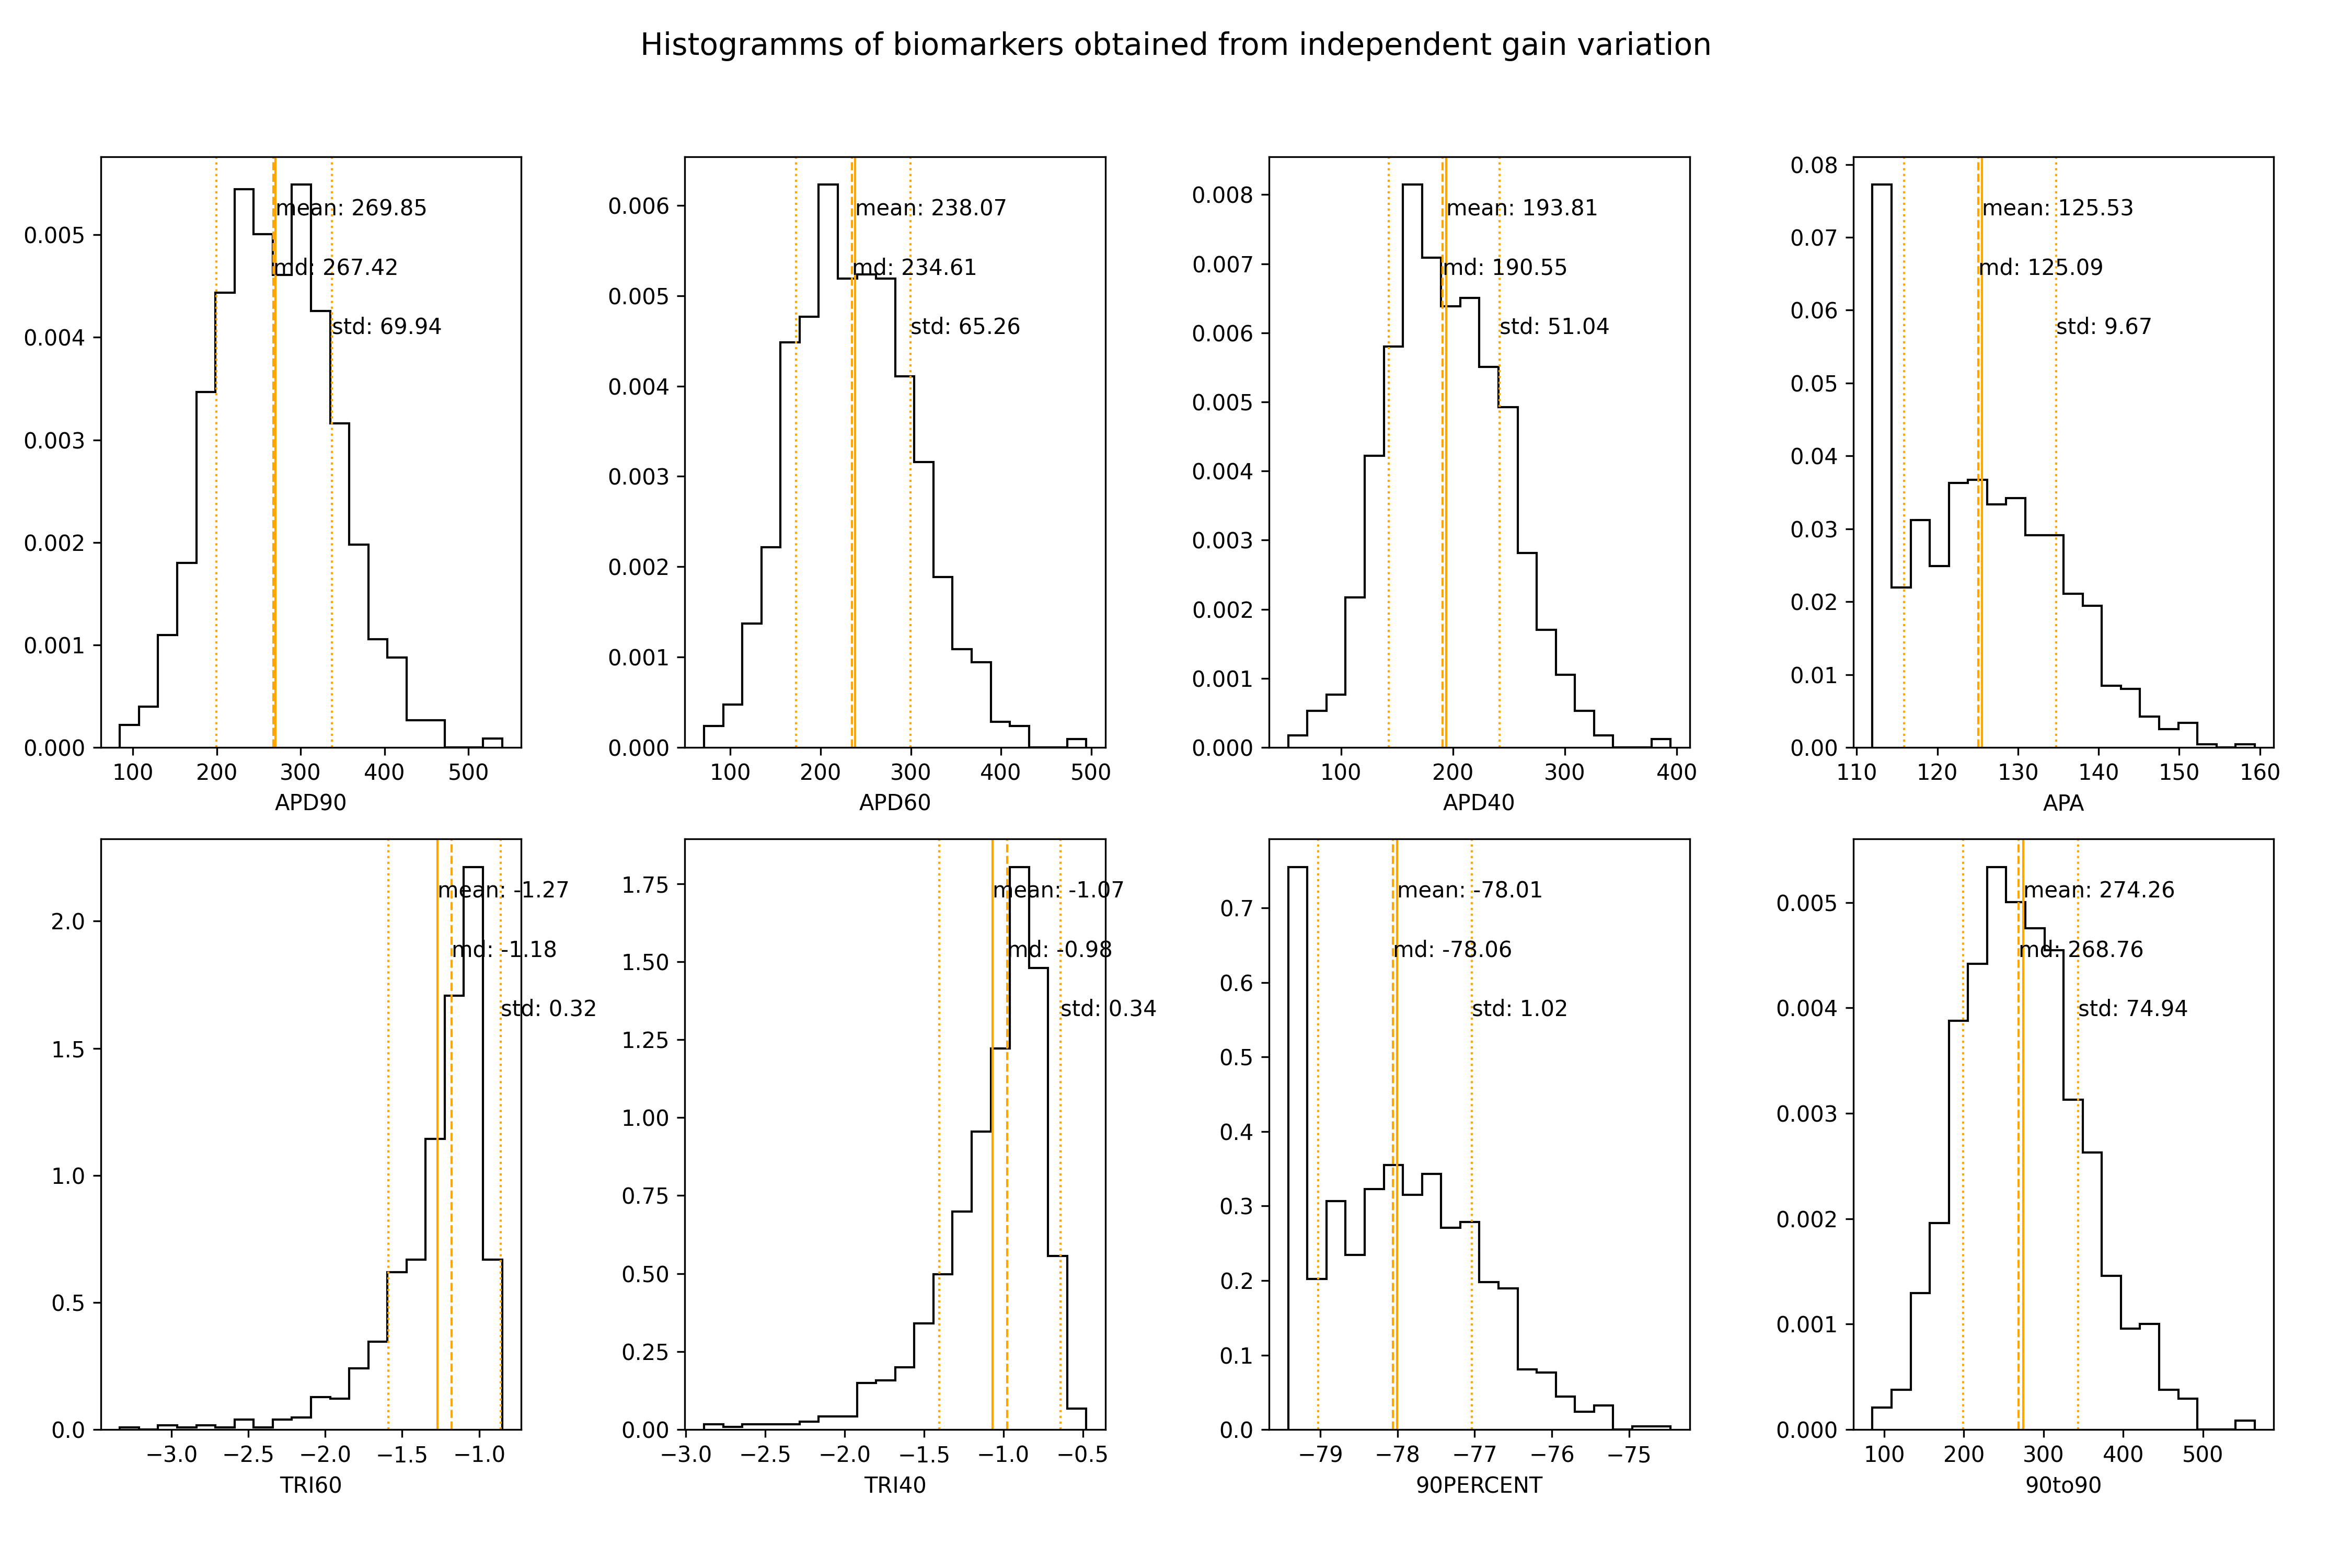 Histogramms of biomarkers obtained from independent gain variation
0.005
0.004
0.003
0.002
0.001
0.000
mean: 269.85
md: 267.42
std: 69.94
100 200 300 400 500
APD90
0.006
0.005
0.004
0.003
0.002
0.001
0.000
mean: 238.07
md: 234.61
std: 65.26
100 200 300 400 500
APD60
0.008
0.007
0.006
0.005
0.004
0.003
0.002
0.001
0.000
mean: 193.81
md: 190.55
std: 51.04
100 200 300 400
APD40
0.08
0.07
0.06
0.05
0.04
0.03
0.02
0.01
0.00
mean: 125.53
md: 125.09
std: 9.67
110 120 130 140 150 160
APA
2.0
1.5
1.0
0.5
0.0
mean: -1.27
md: -1.18
std: 0.32
−3.0 −2.5 −2.0 −1.5 −1.0
TRI60
1.75
1.50
1.25
1.00
0.75
0.50
0.25
0.00
mean: -1.07
md: -0.98
std: 0.34
−3.0 −2.5 −2.0 −1.5 −1.0 −0.5
TRI40
0.7
0.6
0.5
0.4
0.3
0.2
0.1
0.0
mean: -78.01
md: -78.06
std: 1.02
−79 −78 −77 −76 −75
90PERCENT
0.005
0.004
0.003
0.002
0.001
0.000
mean: 274.26
md: 268.76
std: 74.94
100 200 300 400 500
90to90